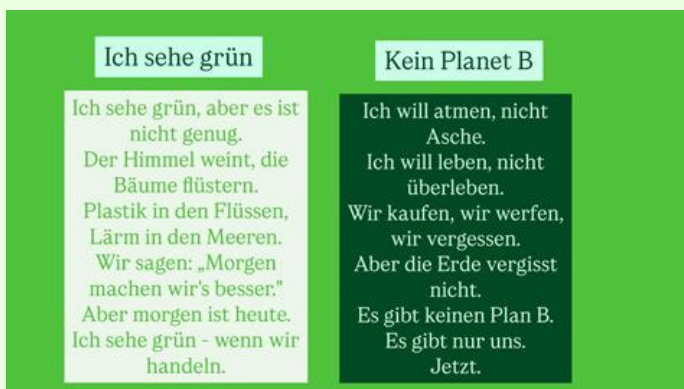 Ich sehe grün
Ich sehe grün, aber es ist
nicht genug.
Der Himmel weint, die
Bäume flüstern.
Plastik in den Flüssen,
Lärm in den Meeren.
Wir sagen: „Morgen
machen wir's besser."
Aber morgen ist heute.
Ich sehe grün - wenn wir
handeln.
Kein Planet B
Ich will atmen, nicht
Asche.
Ich will leben, nicht
überleben.
Wir kaufen, wir werfen,
wir vergessen.
Aber die Erde vergisst
nicht.
Es gibt keinen Plan B.
Es gibt nur uns.
Jetzt.